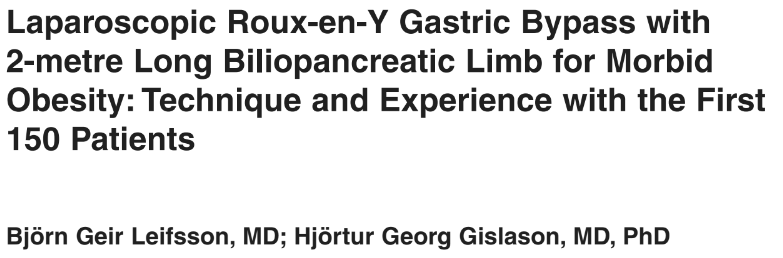 Laparoscopic Roux-en-Y Gastric Bypass with
2-metre Long Biliopancreatic Limb for Morbid
Obesity: Technique and Experience with the First
150 Patients
Björn Geir Leifsson, MD; Hjörtur Georg Gislason, MD, PhD